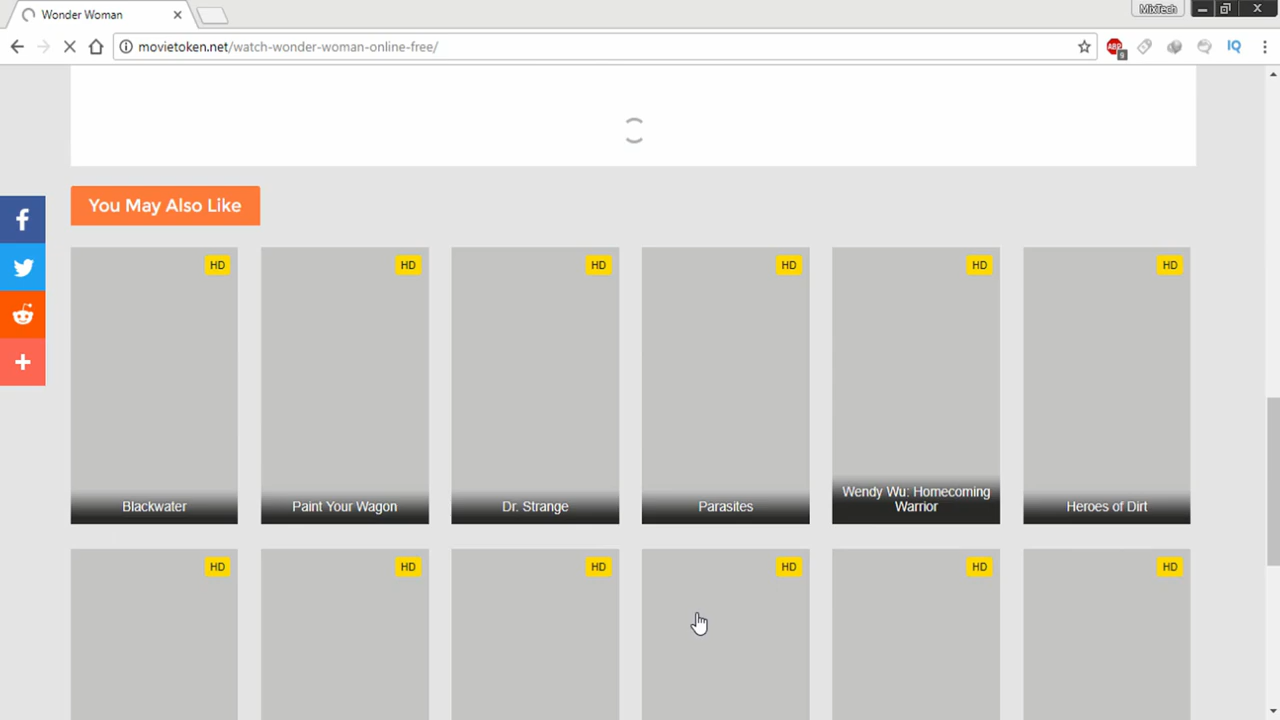 Wonder Woman
MixTech
movietoken.net/watch-wonder-woman-online-free/
ABP
9
IQ
You May Also Like
HD
HD
HD
HD
HD
HD
Blackwater
Paint Your Wagon
Dr. Strange
Parasites
Wendy Wu: Homecoming
Warrior
Heroes of Dirt
HD
HD
HD
HD
HD
HD